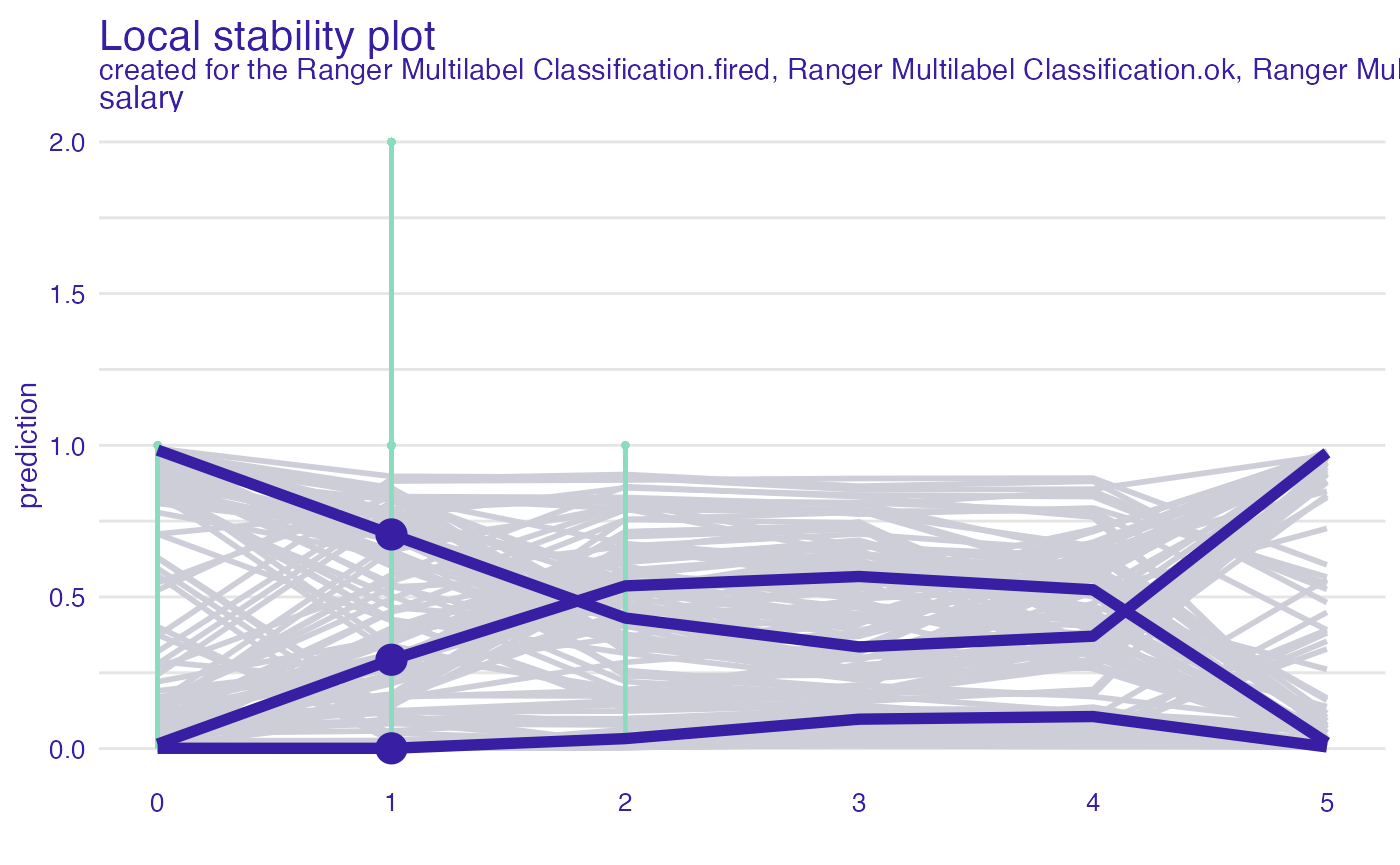 Local stability plot
created for the Ranger Multilabel Classification.fired, Ranger Multilabel Classification.ok, Ranger Mul
salary
2.0
1.5
1.0
0.5
0.0
prediction
0 1 2 3 4 5